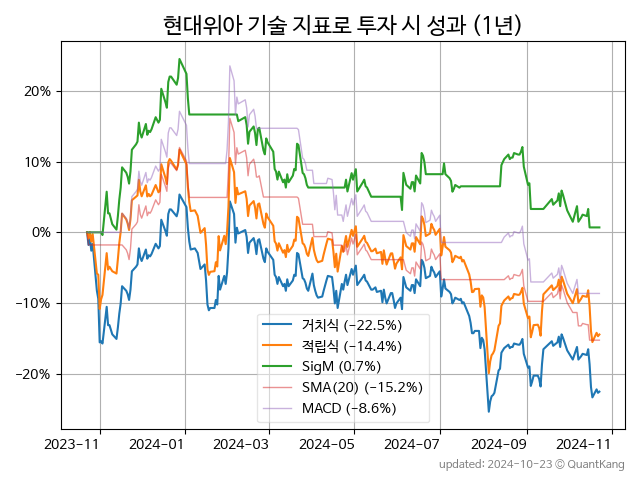 현대위아 기술 지표로 투자 시 성과 (1년)
20%
10%
0%
−10%
−20%
거치식 (−22.5%)
적립식 (−14.4%)
SigM (0.7%)
SMA(20) (−15.2%)
MACD (−8.6%)
2023-11
2024-01
2024-03
2024-05
2024-07
2024-09
2024-11
updated: 2024-10-23 ⓒ QuantKang